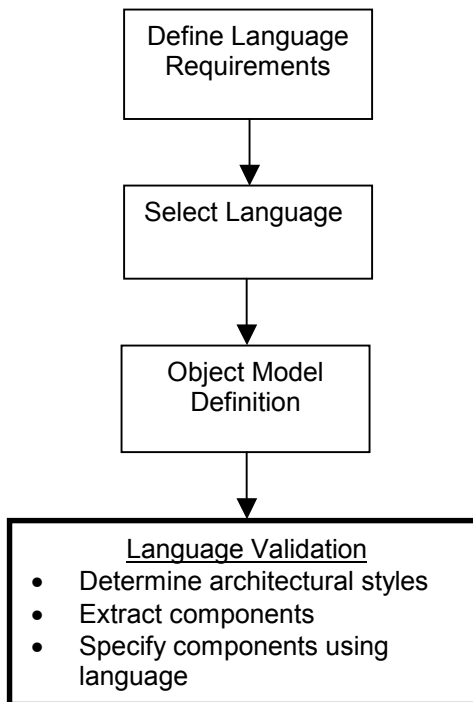 Define Language
Requirements
Select Language
Object Model
Definition
Language Validation
• Determine architectural styles
• Extract components
• Specify components using
language